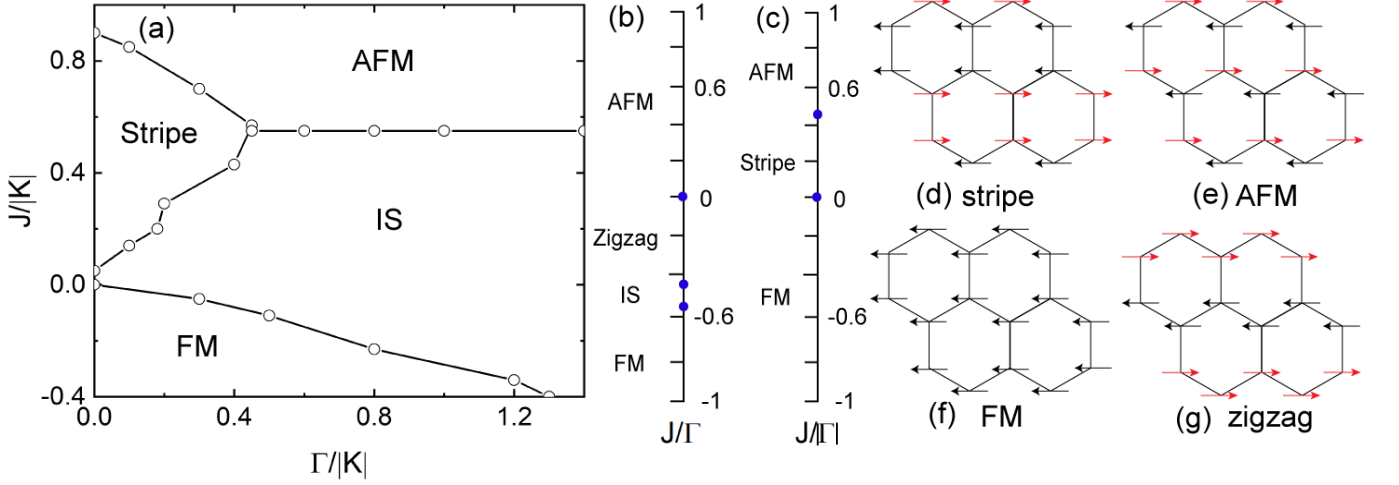 (a)
AFM
Stripe
IS
FM
0.8
0.4
0.0
-0.4
J/|K|
0.0
0.4
0.8
1.2
Γ/|K|
(b)
1
0.6
0
-0.6
-1
AFM
Zigzag
IS
FM
J/Γ
(c)
1
0.6
0
-0.6
-1
AFM
Stripe
FM
J/|Γ|
(d) stripe
(e) AFM
(f) FM
(g) zigzag